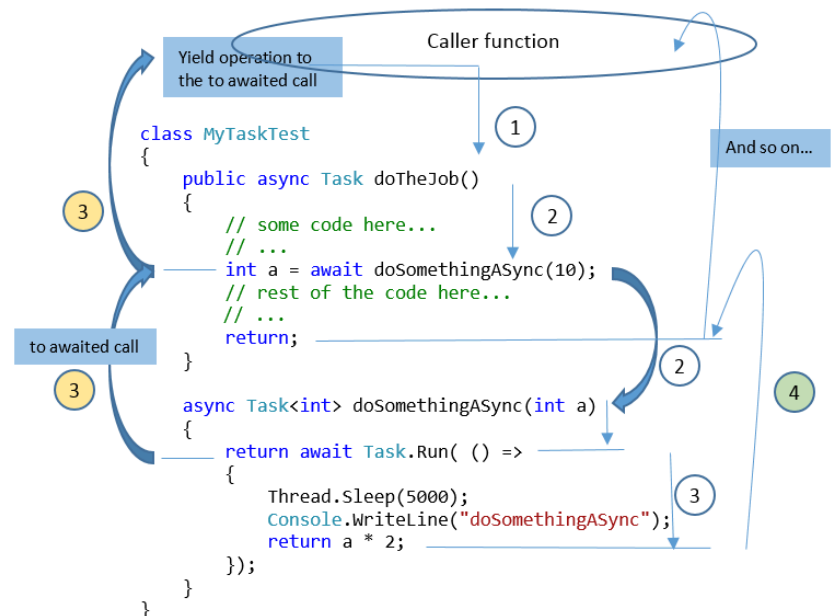 Caller function
Yield operation to
the to awaited call
1
And so on...
class MyTaskTest
{
3
public async Task doTheJob()
{
2
// some code here...
// ...
int a = await doSomethingASync(10);
// rest of the code here...
// ...
return;
to awaited call
}
2
3
4
async Task<int> doSomethingASync(int a)
{
return await Task.Run( () =>
{
Thread.Sleep(5000);
3
Console.WriteLine("doSomethingASync");
return a * 2;
});
}
}